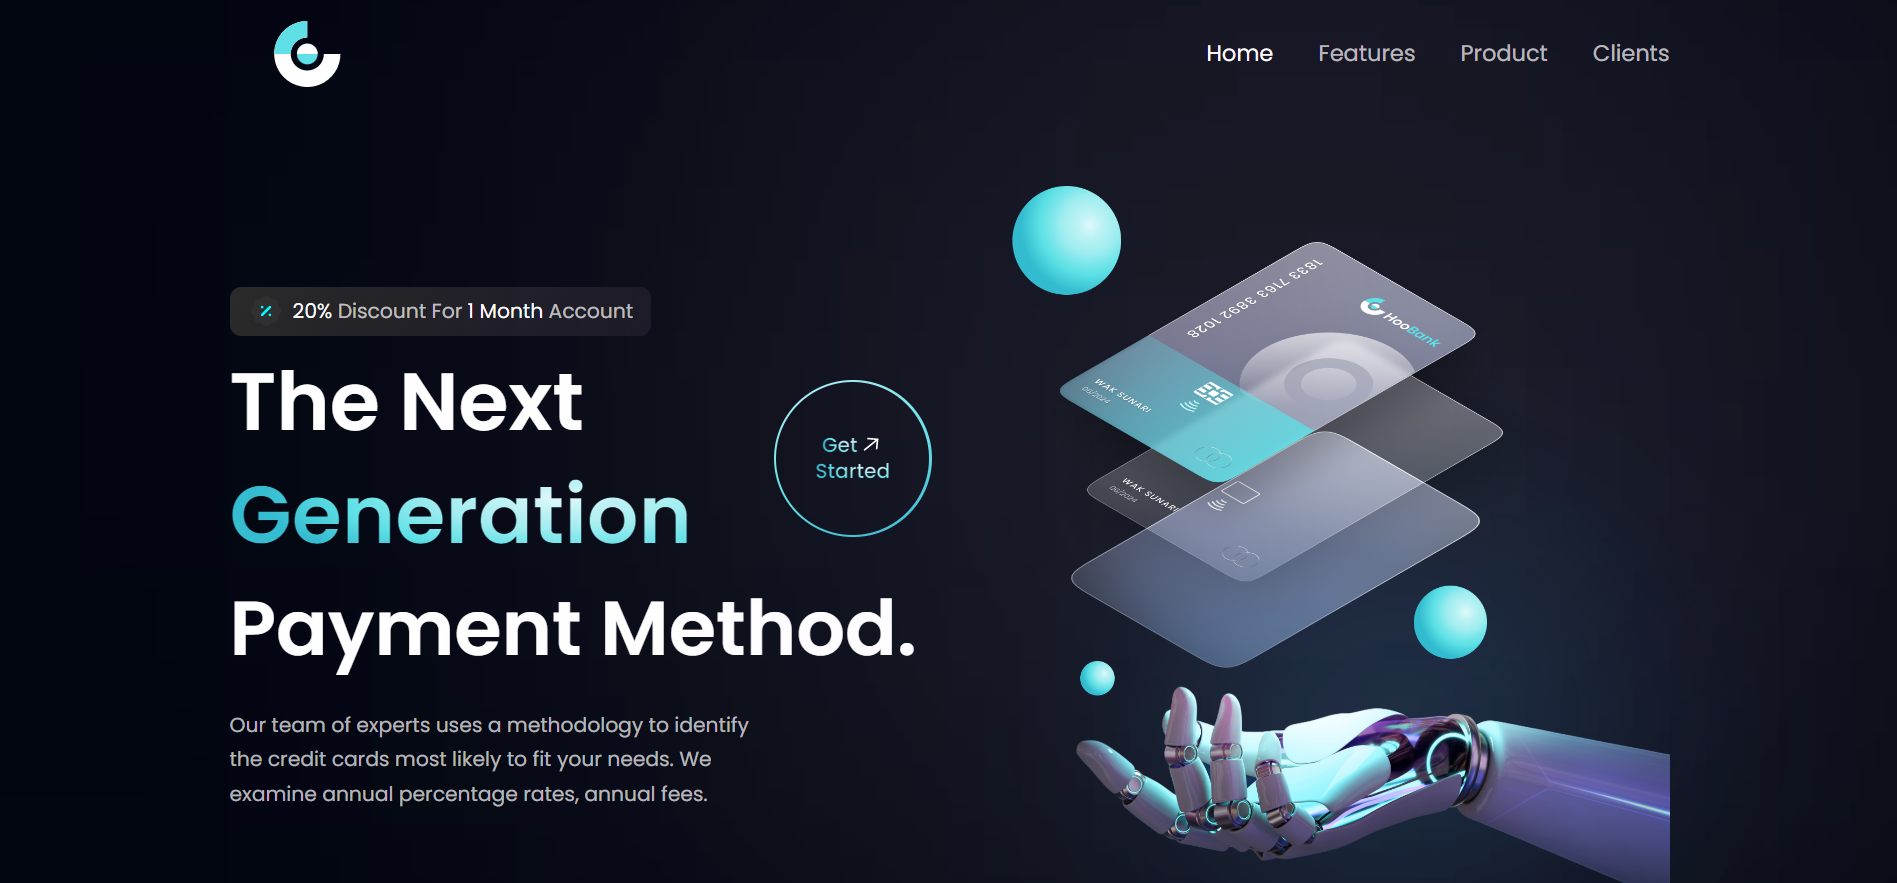 Home Features Product Clients
20% Discount For 1 Month Account
The Next
Generation
Payment Method.
Get
Started
Our team of experts uses a methodology to identify
the credit cards most likely to fit your needs. We
examine annual percentage rates, annual fees.
1833 7163 3892 1028
HooBank
WAK SUNARI
06/2024
WAK SUNARI
06/2024